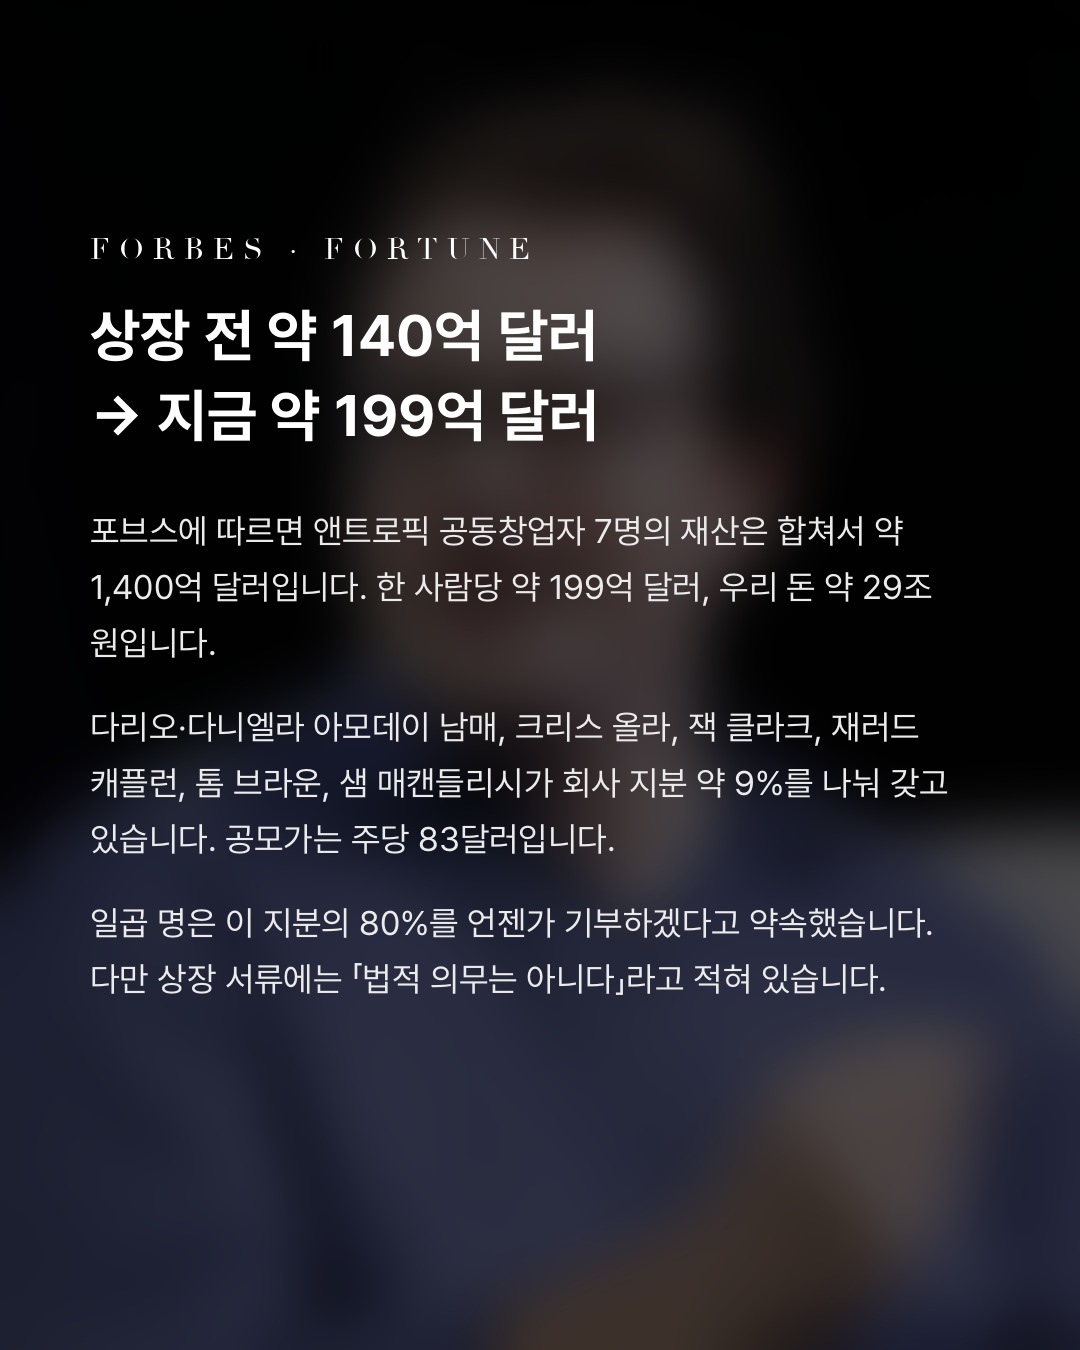 FORBES · FORTUNE
상장 전 약 140억 달러
→ 지금 약 199억 달러
포브스에 따르면 앤트로픽 공동창업자 7명의 재산은 합쳐서 약
1,400억 달러입니다. 한 사람당 약 199억 달러, 우리 돈 약 29조
원입니다.
다리오·다니엘라 아모데이 남매, 크리스 올라, 잭 클라크, 재러드
캐플런, 톰 브라운, 샘 매캔들리시가 회사 지분 약 9%를 나눠 갖고
있습니다. 공모가는 주당 83달러입니다.
일곱 명은 이 지분의 80%를 언젠가 기부하겠다고 약속했습니다.
다만 상장 서류에는 「법적 의무는 아니다」라고 적혀 있습니다.